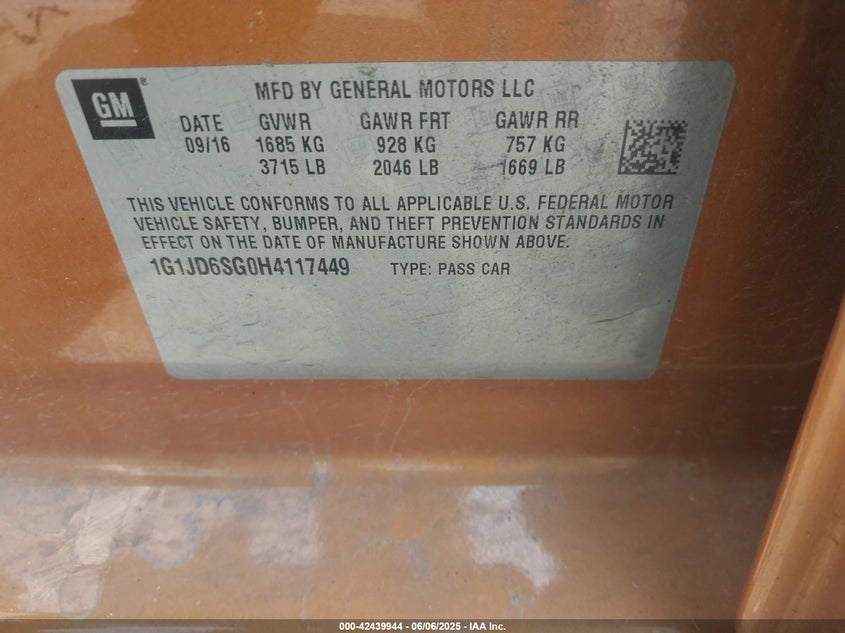 GM
MFD BY GENERAL MOTORS LLC
DATE GVWR GAWR FRT GAWR RR
09/16 1685 KG 928 KG 757 KG
3715 LB 2046 LB 1669 LB
THIS VEHICLE CONFORMS TO ALL APPLICABLE U.S. FEDERAL MOTOR
VEHICLE SAFETY, BUMPER, AND THEFT PREVENTION STANDARDS IN
EFFECT ON THE DATE OF MANUFACTURE SHOWN ABOVE.
1G1JD6SG0H4117449 TYPE: PASS CAR
000-42439944 - 06/06/2025 - IAA Inc.